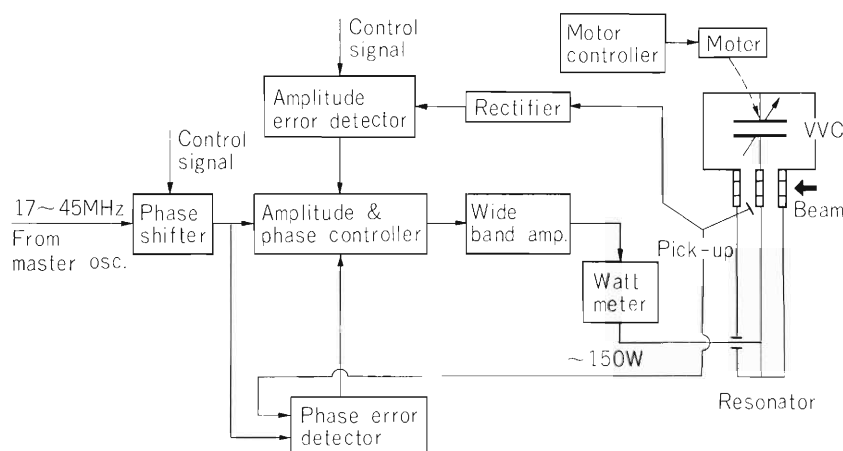 Control
signal
Motor
controller
Motor
Amplitude
error detector
Rectifier
VVC
Control
signal
17~45MHz
From
master osc.
Phase
shifter
Amplitude &
phase controller
Wide
band amp.
Beam
Pick-up
Watt
meter
~150W
Resonator
Phase error
detector